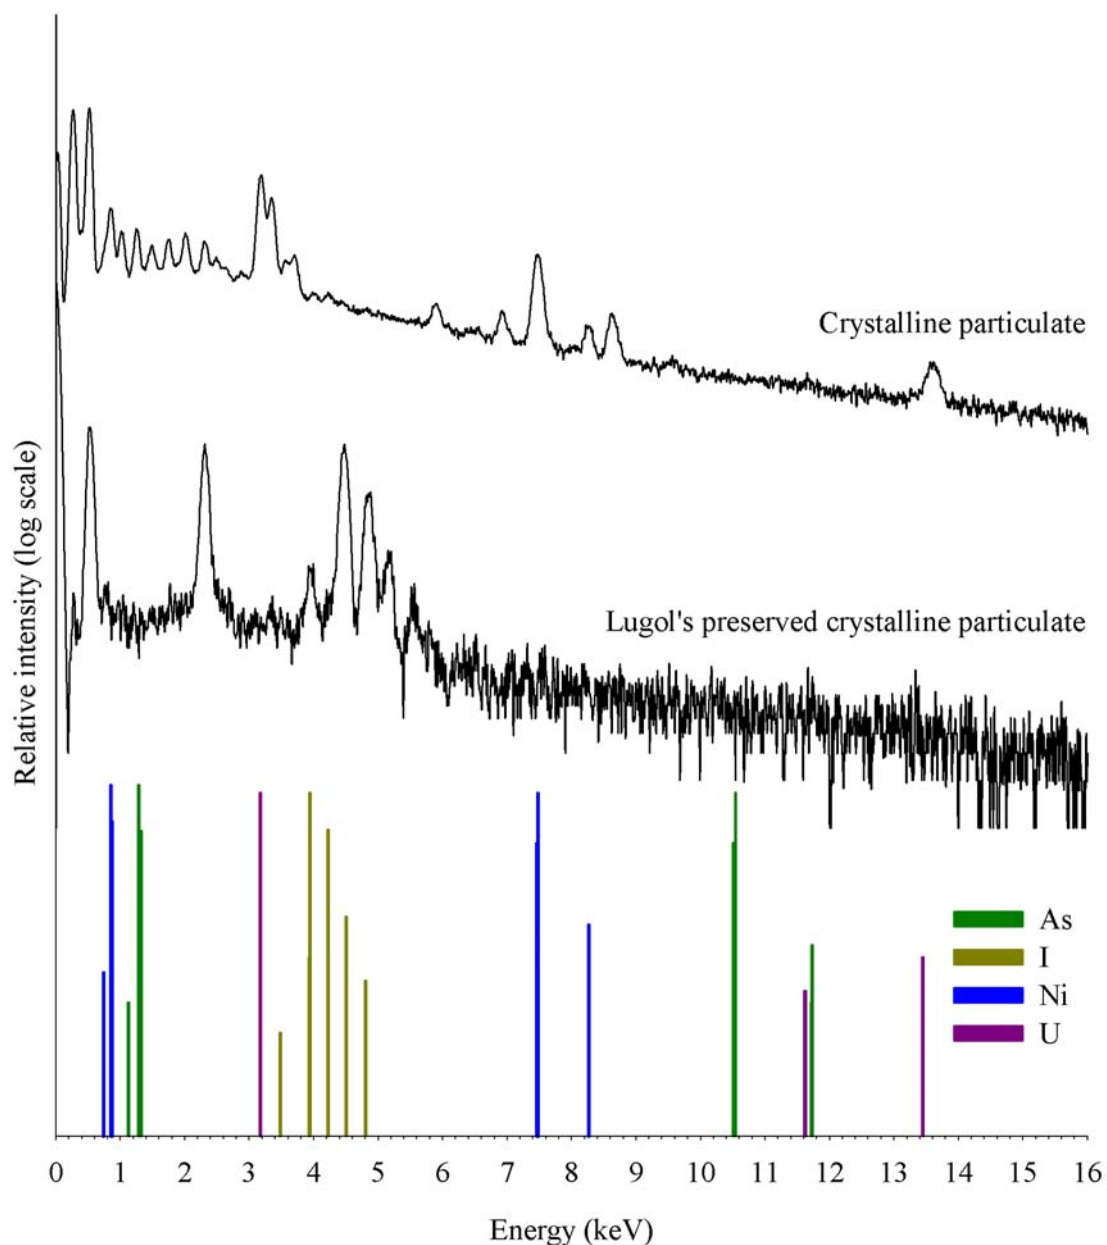 Crystalline particulate
Lugol's preserved crystalline particulate
Relative intensity (log scale)
As
I
Ni
U
0 1 2 3 4 5 6 7 8 9 10 11 12 13 14 15 16
Energy (keV)